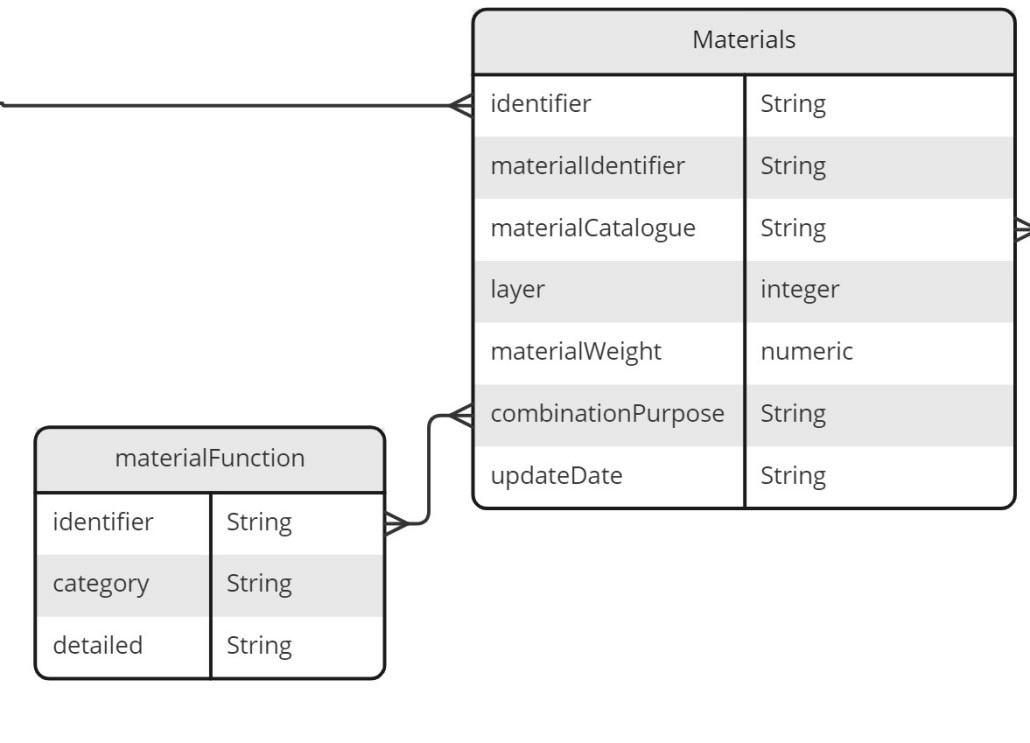 Materials
identifier String
materialIdentifier String
materialCatalogue String
layer integer
materialWeight numeric
combinationPurpose String
updateDate String
materialFunction
identifier String
category String
detailed String